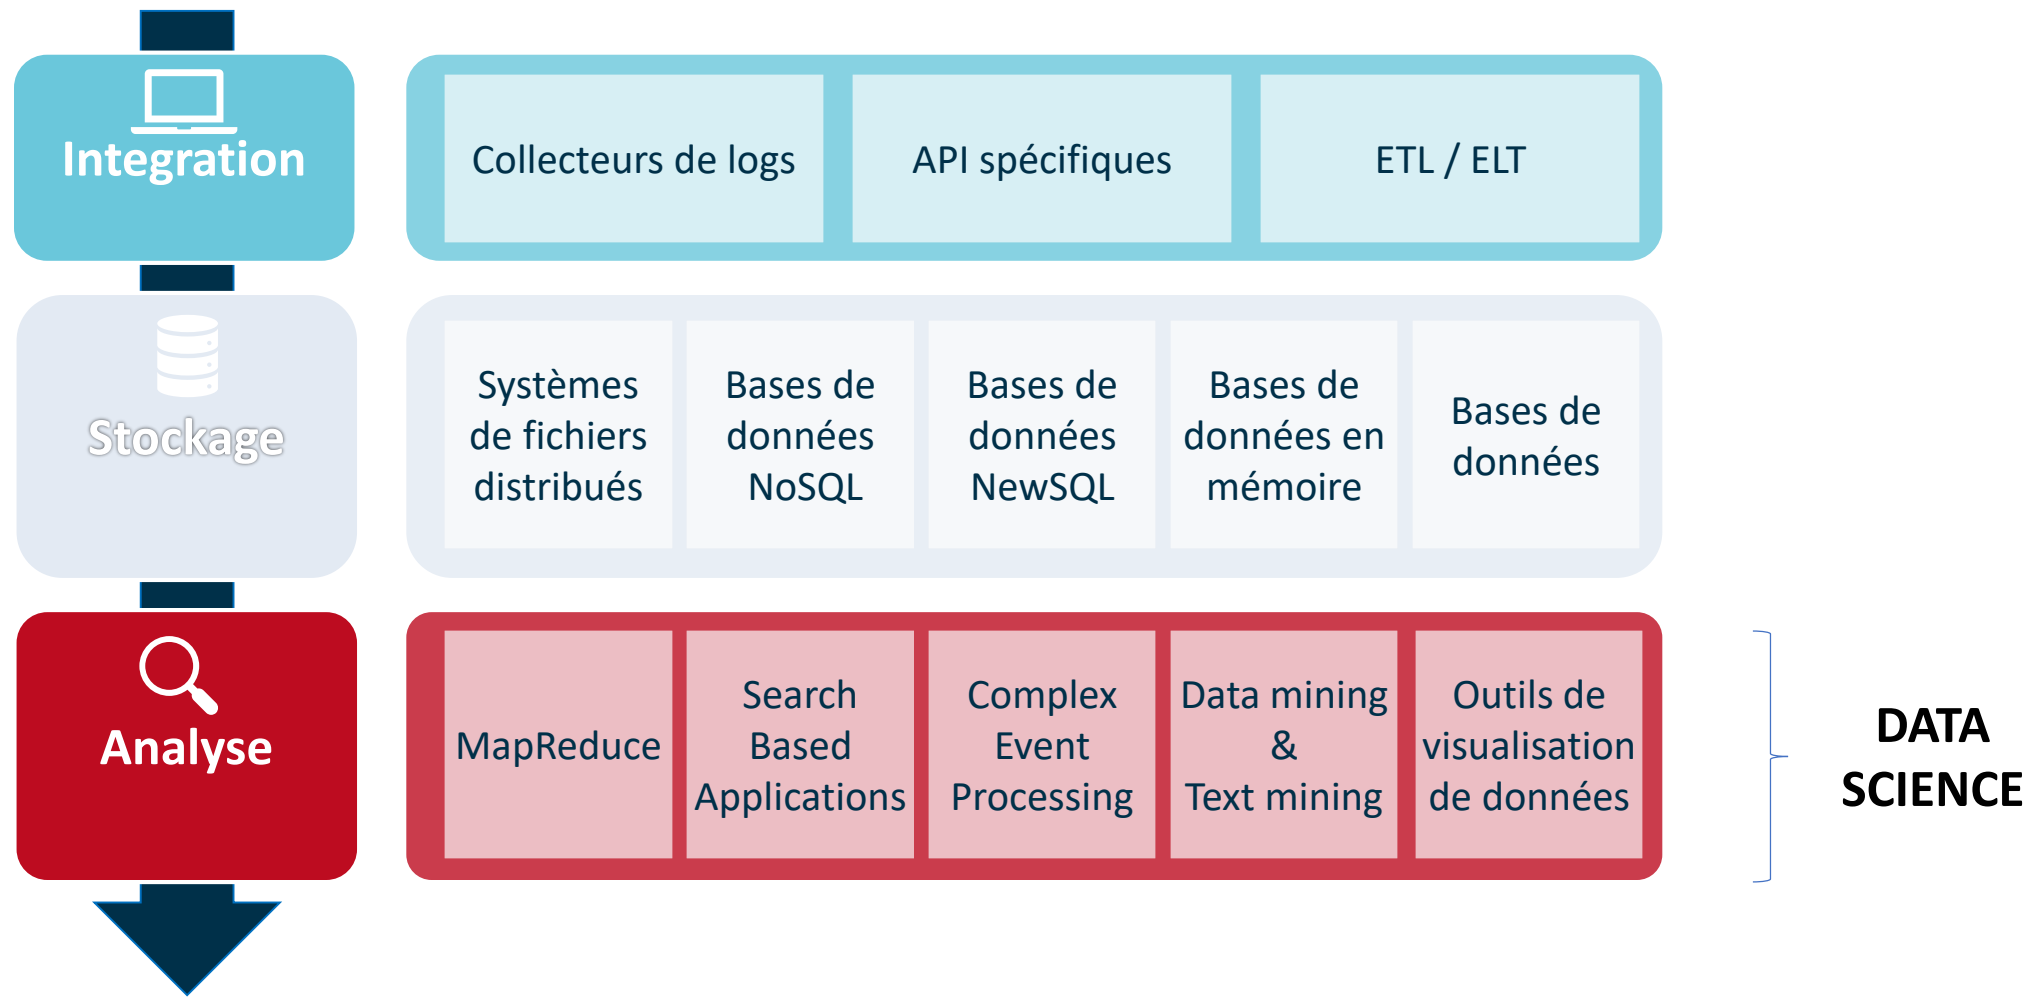 Integration
Collecteurs de logs
API spécifiques
ETL / ELT
Stockage
Systèmes
de fichiers
distribués
Bases de
données
NoSQL
Bases de
données
NewSQL
Bases de
données en
mémoire
Bases de
données
Analyse
MapReduce
Search
Based
Applications
Complex
Event
Processing
Data mining
&
Text mining
Outils de
visualisation
de données
DATA
SCIENCE